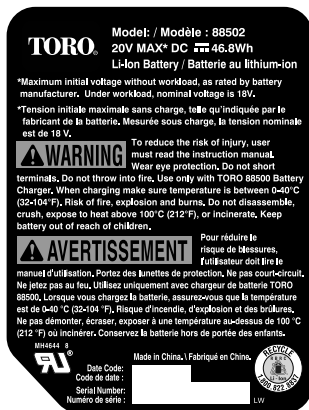 TORO®
Model: / Modèle : 88502
20V MAX* DC 46.8Wh
Li-Ion Battery / Batterie au lithium-ion
*Maximum initial voltage without workload, as rated by battery
manufacturer. Under workload, nominal voltage is 18V.
*Tension initiale maximale sans charge, telle qu'indiquée par le
fabricant de la batterie. Mesurée sous charge, la tension nominale
est de 18 V.
WARNING
To reduce the risk of injury, user
must read the instruction manual.
Wear eye protection. Do not short
terminals. Do not throw into fire. Use only with TORO 88500 Battery
Charger. When charging make sure temperature is between 0-40°C
(32-104°F). Risk of fire, explosion and burns. Do not disassemble,
crush, expose to heat above 100°C (212°F), or incinerate. Keep
battery out of reach of children.
AVERTISSEMENT
Pour réduire le
risque de blessures,
l'utilisateur doit lire le
manuel d'utilisation. Portez des lunettes de protection. Ne pas court-circuit.
Ne jetez pas au feu. Utilisez uniquement avec chargeur de batterie TORO
88500. Lorsque vous chargez la batterie, assurez-vous que la température
est de 0-40 °C (32-104 °F). Risque d'incendie, d'explosion et des brûlures.
Ne pas démonter, écraser, exposer à une température au-dessus de 100 °C
(212 °F) où incinérer. Conservez la batterie hors de portée des enfants.
MH4644 8
Made in China. \ Fabriqué en Chine.
Date Code:
Code de date :
Serial Number:
Numéro de série :
LW
RECYCLE
Li-Ion
1.800.822.8837